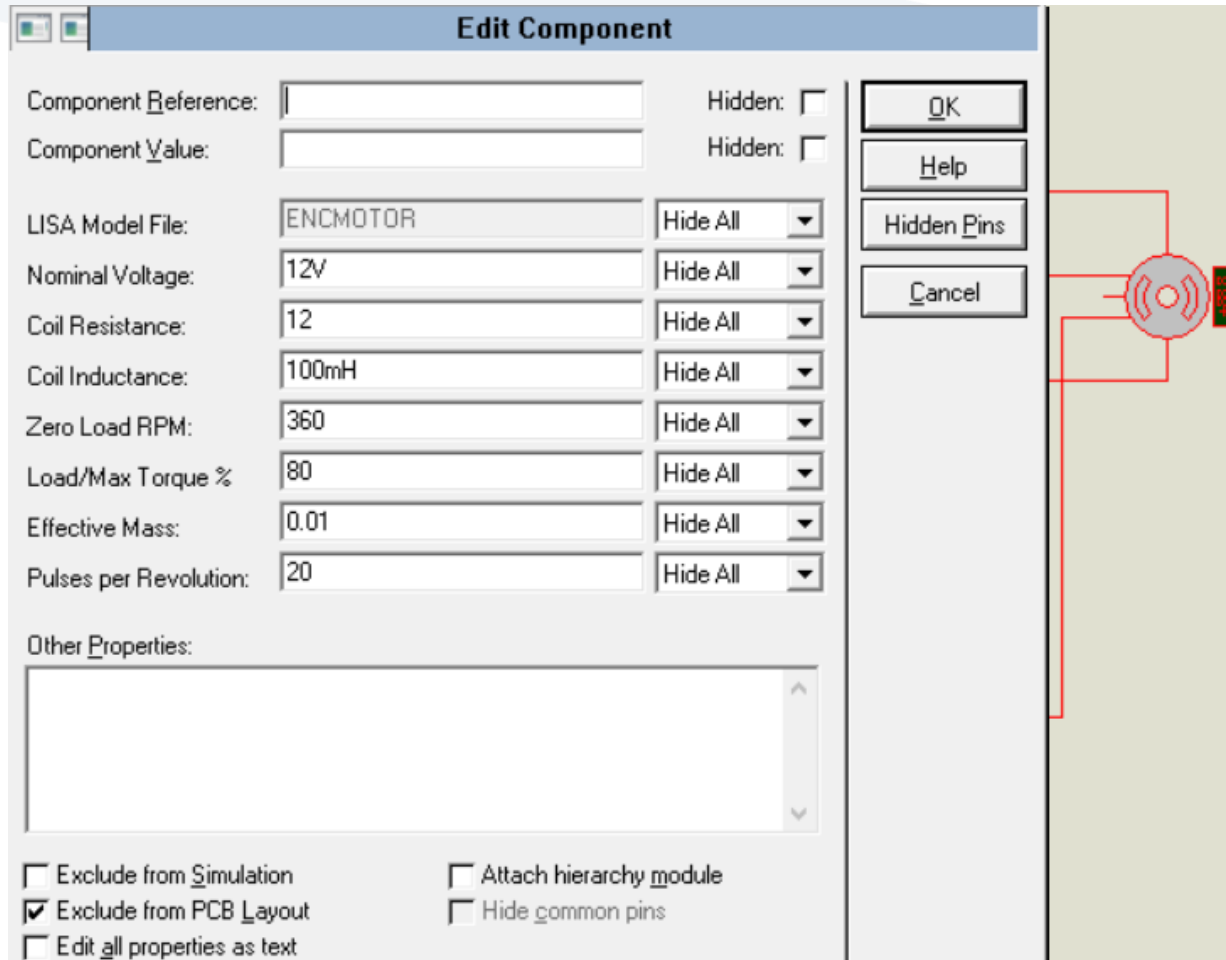 Edit Component
Component Reference:
Hidden:
OK
Component Value:
Hidden:
Help
LISA Model File: ENCMOTOR Hide All
Hidden Pins
Nominal Voltage: 12V Hide All
Cancel
Coil Resistance: 12 Hide All
Coil Inductance: 100mH Hide All
Zero Load RPM: 360 Hide All
Load/Max Torque % 80 Hide All
Effective Mass: 0.01 Hide All
Pulses per Revolution: 20 Hide All
Other Properties:
Exclude from Simulation
Attach hierarchy module
Exclude from PCB Layout
Hide common pins
Edit all properties as text